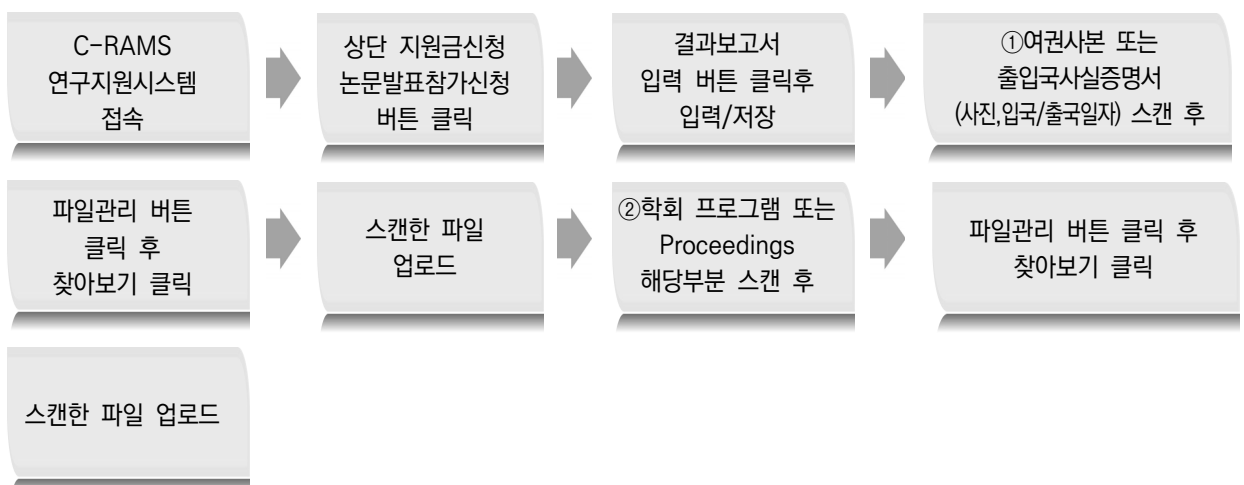 C-RAMS
연구지원시스템
접속
상단 지원금신청
논문발표참가신청
버튼 클릭
결과보고서
입력 버튼 클릭후
입력/저장
①여권사본 또는
출입국사실증명서
(사진,입국/출국일자) 스캔 후
파일관리 버튼
클릭 후
찾아보기 클릭
스캔한 파일
업로드
②학회 프로그램 또는
Proceedings
해당부분 스캔 후
파일관리 버튼 클릭 후
찾아보기 클릭
스캔한 파일 업로드